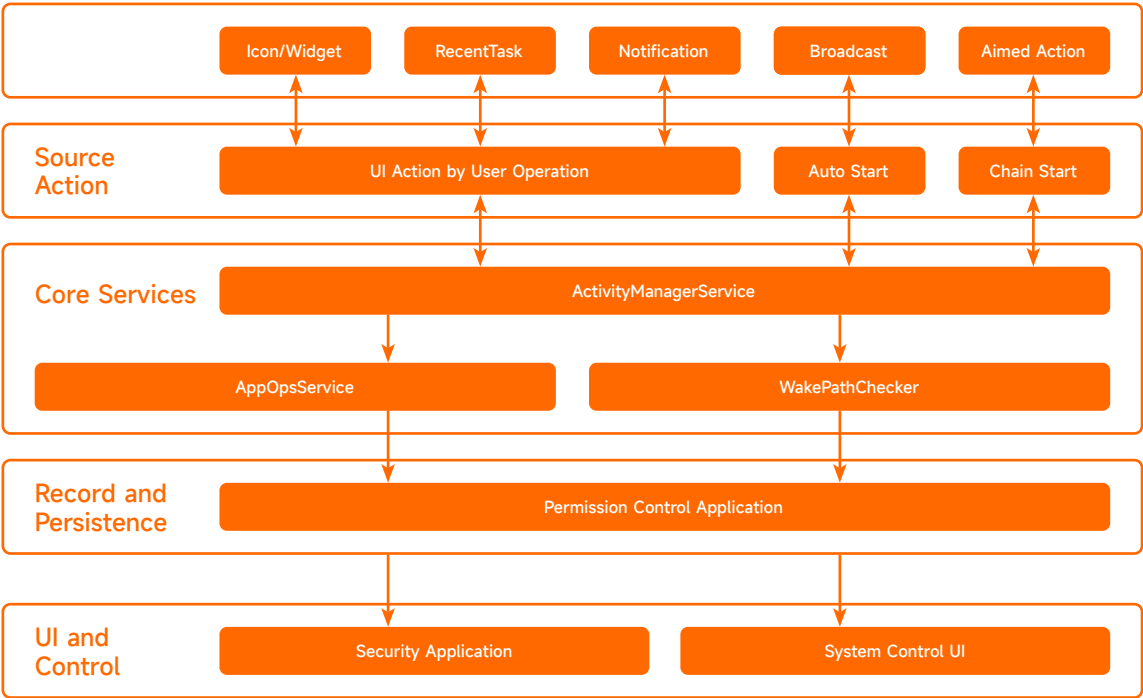 Icon/Widget
RecentTask
Notification
Broadcast
Aimed Action
Source
Action
UI Action by User Operation
Auto Start
Chain Start
Core Services
ActivityManagerService
AppOpsService
WakePathChecker
Record and
Persistence
Permission Control Application
UI and
Control
Security Application
System Control UI